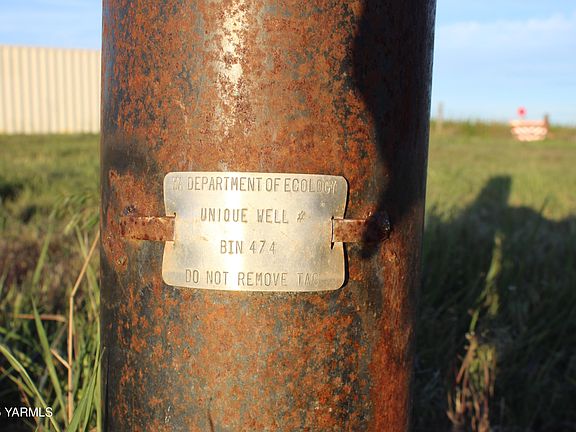 DEPARTMENT OF ECOLOGY
UNIQUE WELL #
BIN 474
DO NOT REMOVE TAG
YARMLS